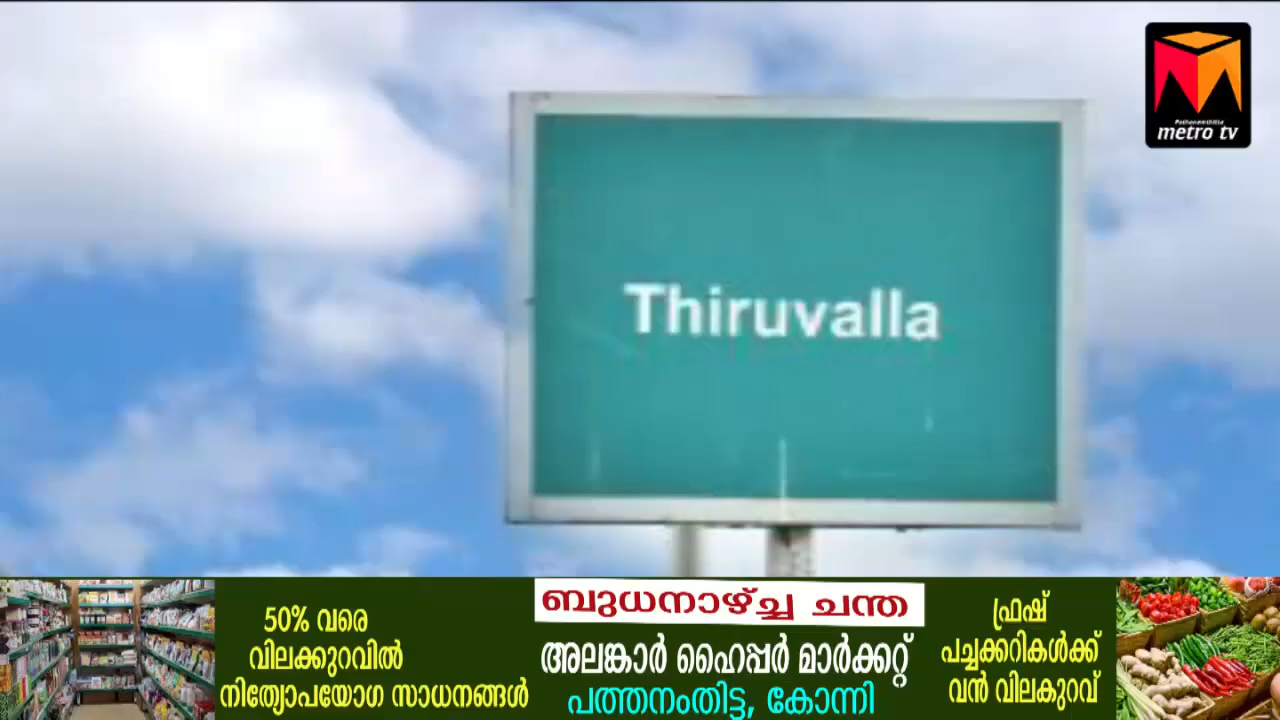 Pathanamthitta
metro tv
Thiruvalla
50% വരെ
വിലക്കുറവിൽ
നിത്യോപയോഗ സാധനങ്ങൾ
ബുധനാഴ്ച്ച ചന്ത
അലങ്കാർ ഹൈപ്പർ മാർക്കറ്റ്
പത്തനംതിട്ട, കോന്നി
ഫ്രഷ്
പച്ചക്കറികൾക്ക്
വൻ വിലകുറവ്